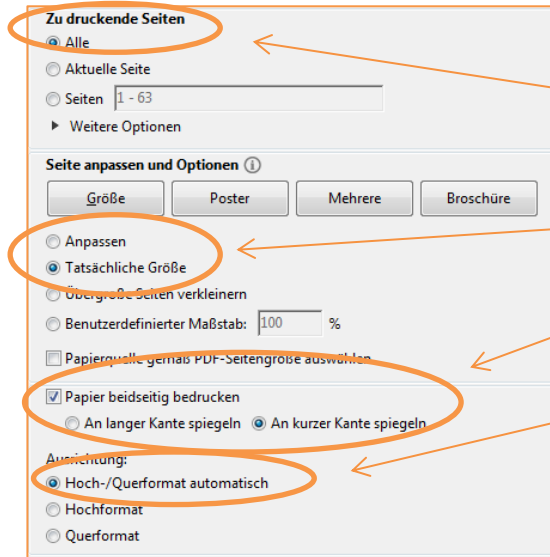 Zu druckende Seiten
Alle
Aktuelle Seite
Seiten 1 - 63
Weitere Optionen
Seite anpassen und Optionen
Größe Poster Mehrere Broschüre
Anpassen
Tatsächliche Größe
Übergroße Seiten verkleinern
Benutzerdefinierter Maßstab: 100 %
Papierquelle gemäß PDF-Seitengröße auswählen
Papier beidseitig bedrucken
An langer Kante spiegeln An kurzer Kante spiegeln
Ausrichtung:
Hoch-/Querformat automatisch
Hochformat
Querformat